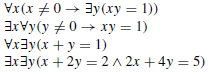 ∀x(x ≠ 0 → ∃y(xy = 1))
∃x∀y(y ≠ 0 → xy = 1)
∀x∃y(x + y = 1)
∃x∃y(x + 2y = 2 ∧ 2x + 4y = 5)